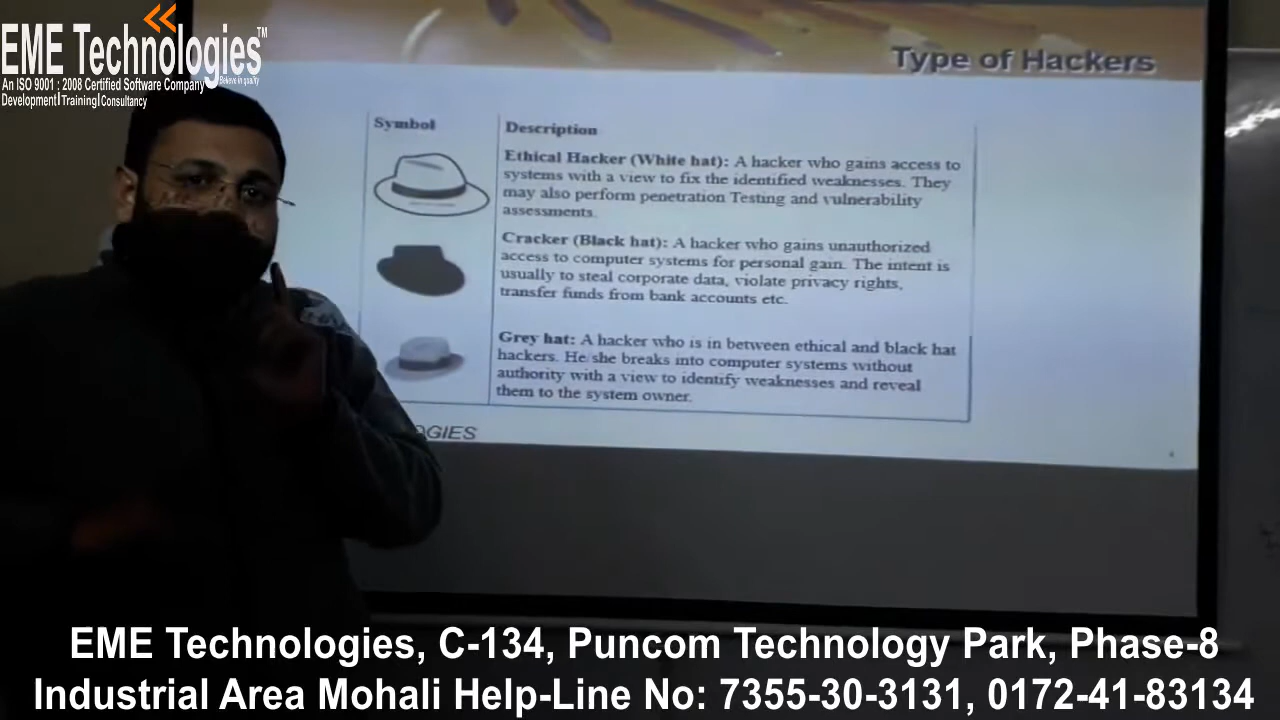 EME Technologies™
Believe in quality
An ISO 9001 : 2008 Certified Software Company
Development|Training|Consultancy
Type of Hackers
Symbol
Description
Ethical Hacker (White hat): A hacker who gains access to
systems with a view to fix the identified weaknesses. They
may also perform penetration Testing and vulnerability
assessments.
Cracker (Black hat): A hacker who gains unauthorized
access to computer systems for personal gain. The intent is
usually to steal corporate data, violate privacy rights,
transfer funds from bank accounts etc.
Grey hat: A hacker who is in between ethical and black hat
hackers. He/she breaks into computer systems without
authority with a view to identify weaknesses and reveal
them to the system owner.
OGIES
EME Technologies, C-134, Puncom Technology Park, Phase-8
Industrial Area Mohali Help-Line No: 7355-30-3131, 0172-41-83134